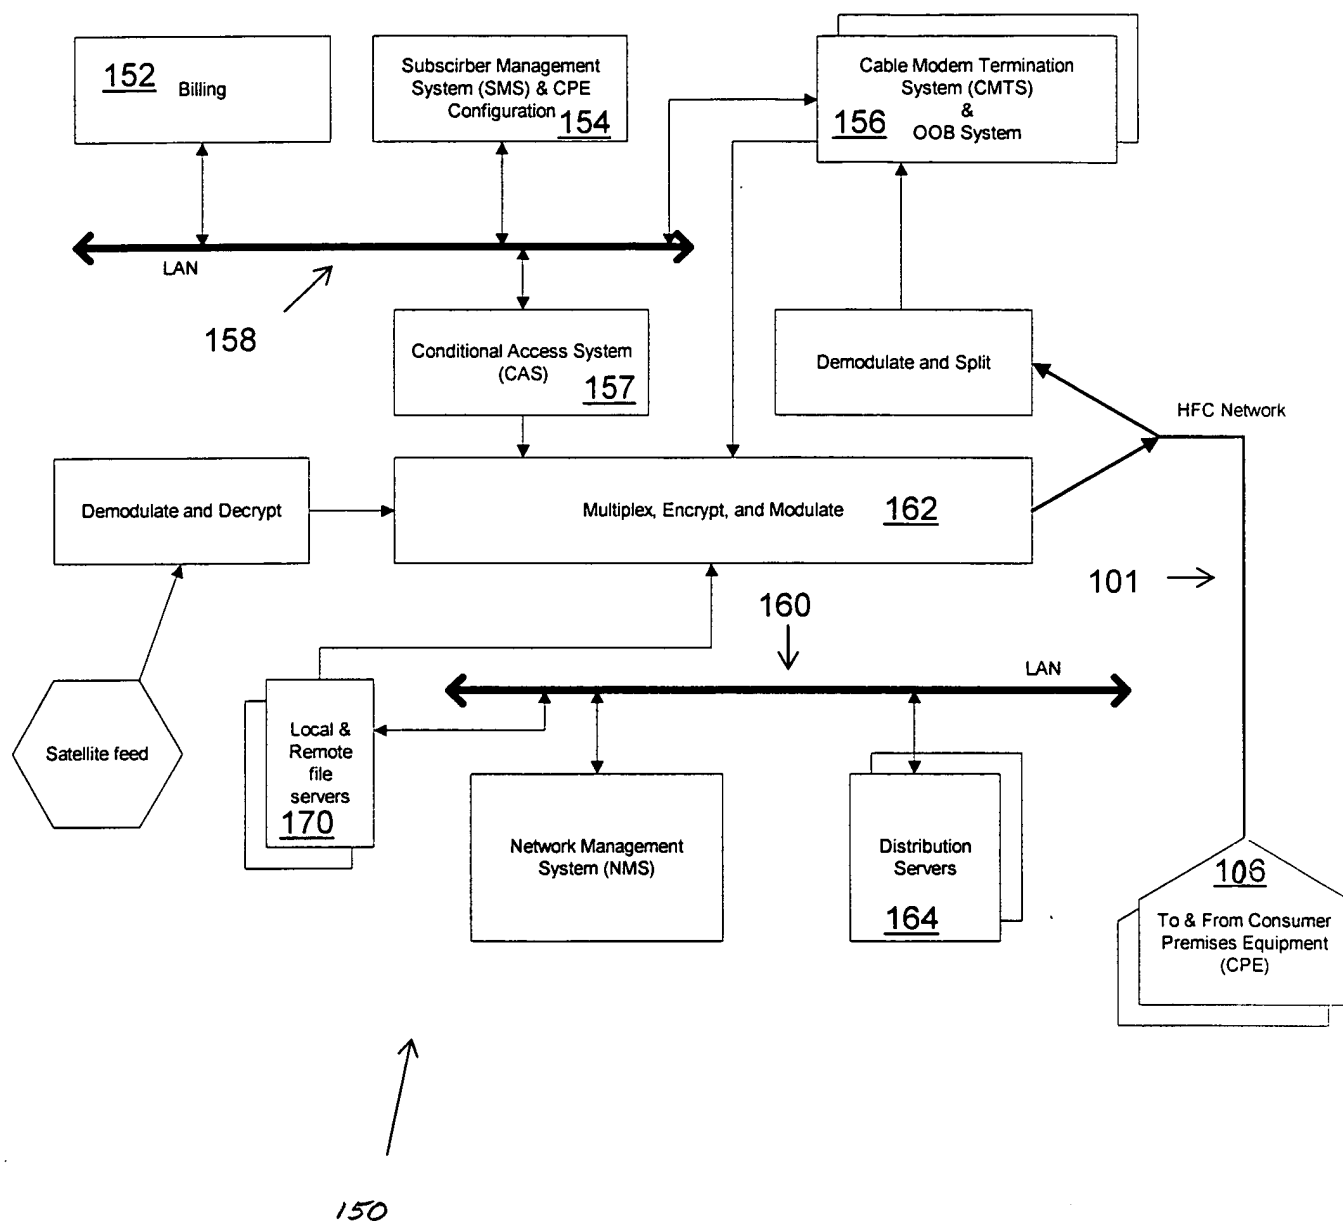 152 Billing
Subscirber Management
System (SMS) & CPE
Configuration 154
Cable Modem Termination
System (CMTS)
&
156 OOB System
LAN
158
Conditional Access System
(CAS)
157
Demodulate and Split
HFC Network
Demodulate and Decrypt
Multiplex, Encrypt, and Modulate 162
101
160
LAN
Satellite feed
Local &
Remote
file
servers
170
Network Management
System (NMS)
Distribution
Servers
164
106
To & From Consumer
Premises Equipment
(CPE)
150